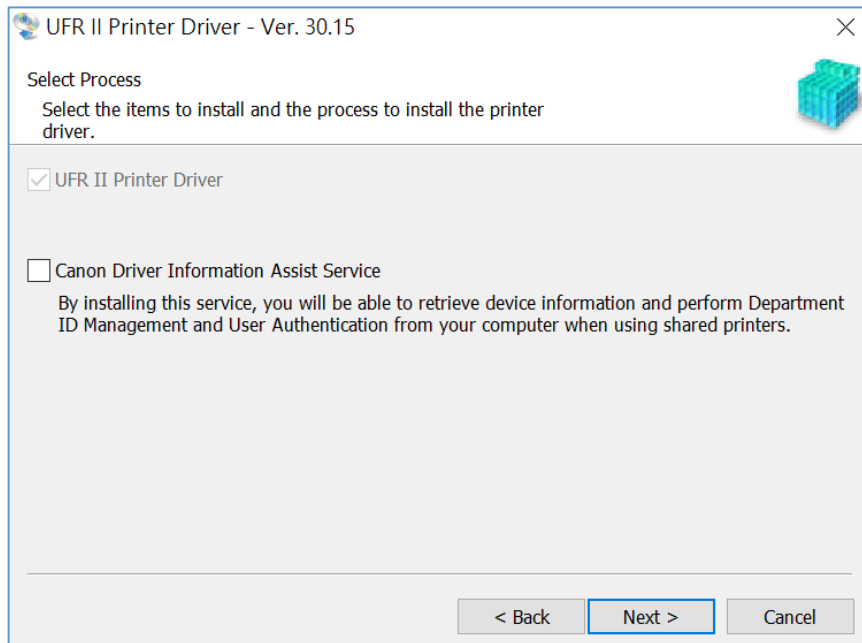 UFR II Printer Driver - Ver. 30.15
Select Process
Select the items to install and the process to install the printer
driver.
UFR II Printer Driver
Canon Driver Information Assist Service
By installing this service, you will be able to retrieve device information and perform Department
ID Management and User Authentication from your computer when using shared printers.
< Back Next > Cancel